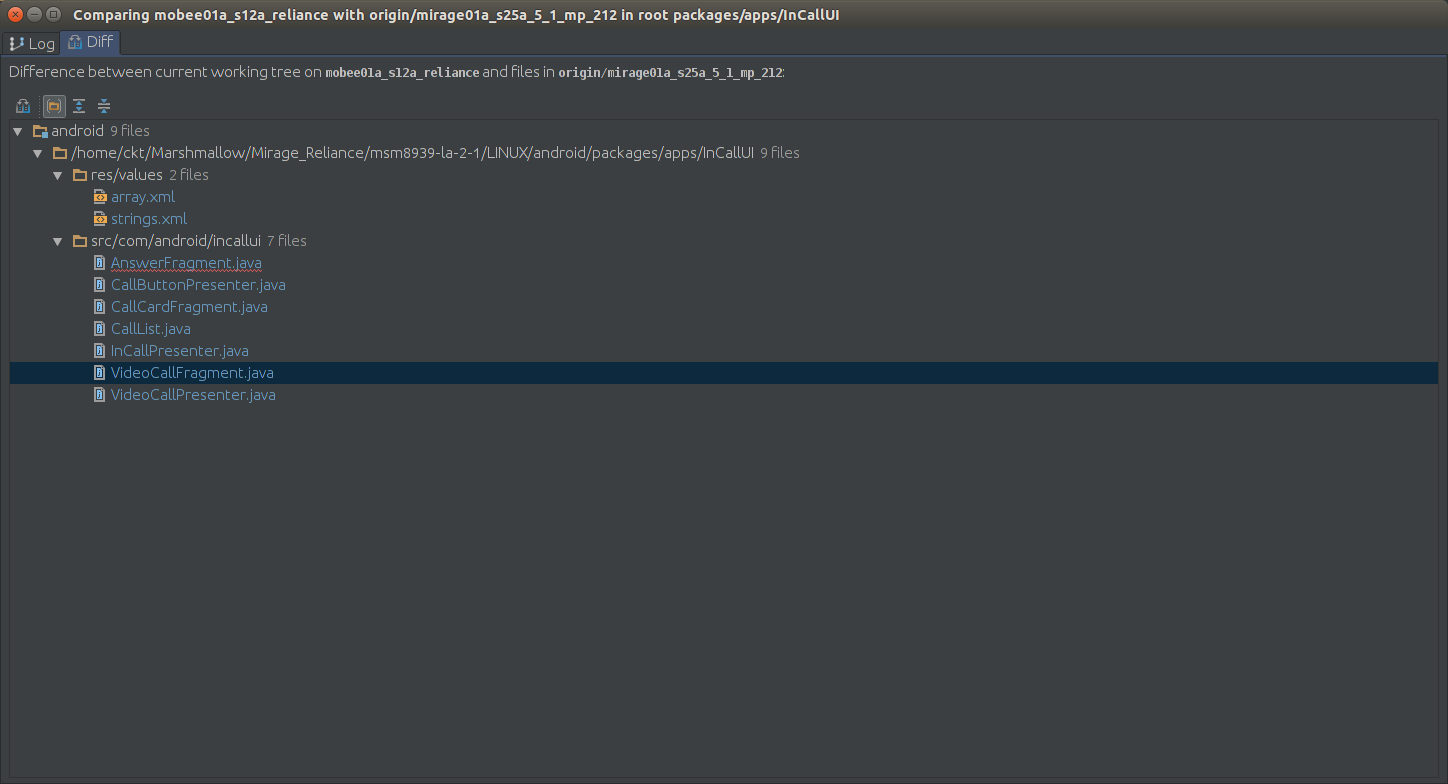 Comparing mobee01a_s12a_reliance with origin/mirage01a_s25a_5_1_mp_212 in root packages/apps/InCallUI
Log Diff
Difference between current working tree on mobee01a_s12a_reliance and files in origin/mirage01a_s25a_5_1_mp_212:
android 9 files
/home/ckt/Marshmallow/Mirage_Reliance/msm8939-la-2-1/LINUX/android/packages/apps/InCallUI 9 files
res/values 2 files
array.xml
strings.xml
src/com/android/incallui 7 files
AnswerFragment.java
CallButtonPresenter.java
CallCardFragment.java
CallList.java
InCallPresenter.java
VideoCallFragment.java
VideoCallPresenter.java